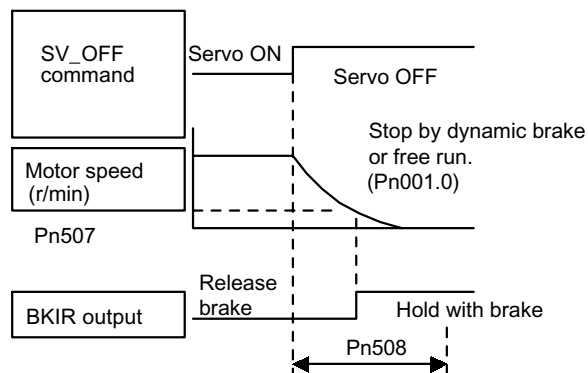 SV_OFF
command
Servo ON
Servo OFF
Stop by dynamic brake
or free run.
(Pn001.0)
Motor speed
(r/min)
Pn507
Release
brake
BKIR output
Hold with brake
Pn508